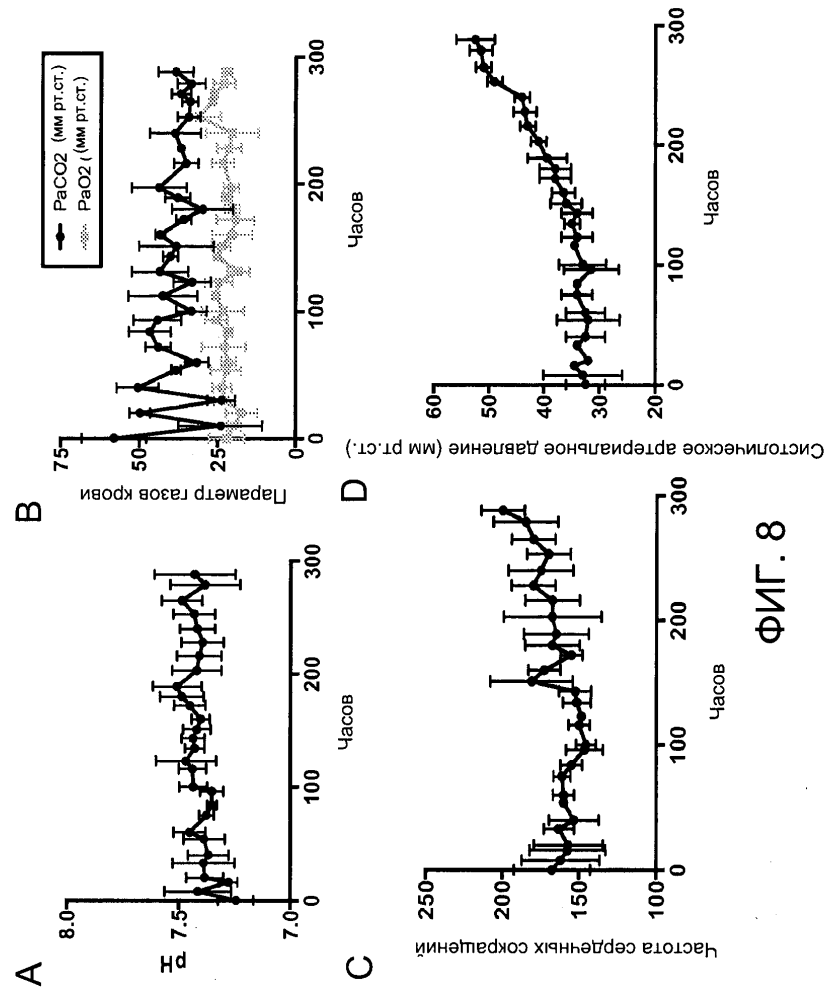 A
8.0
7.5
7.0
pH
0
100
200
300
Часов
B
75
50
25
0
Параметр газов крови
0
100
200
300
Часов
PaCO2 (мм рт.ст.)
PaO2 ( (мм рт.ст.)
C
250
200
150
100
Частота сердечных сокращений
0
100
200
300
Часов
D
60
50
40
30
20
Систолическое артериальное давление (мм рт.ст.)
0
100
200
300
Часов
ФИГ. 8